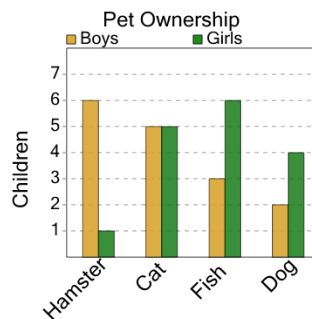 Pet Ownership
Boys Girls
Children
7
6
5
4
3
2
1
Hamster
Cat
Fish
Dog